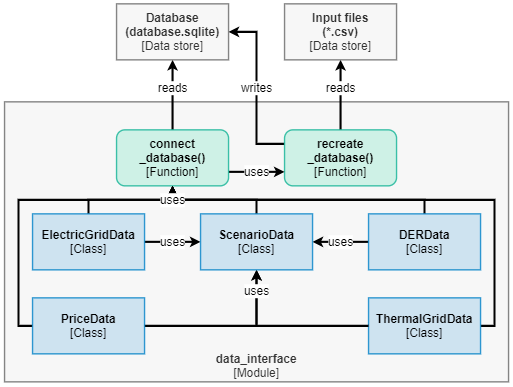 Database
(database.sqlite)
[Data store]
Input files
(*.csv)
[Data store]
reads
writes
reads
connect
_database()
[Function]
uses
recreate
_database()
[Function]
uses
ElectricGridData
[Class]
uses
ScenarioData
[Class]
uses
DERData
[Class]
uses
PriceData
[Class]
ThermalGridData
[Class]
data_interface
[Module]